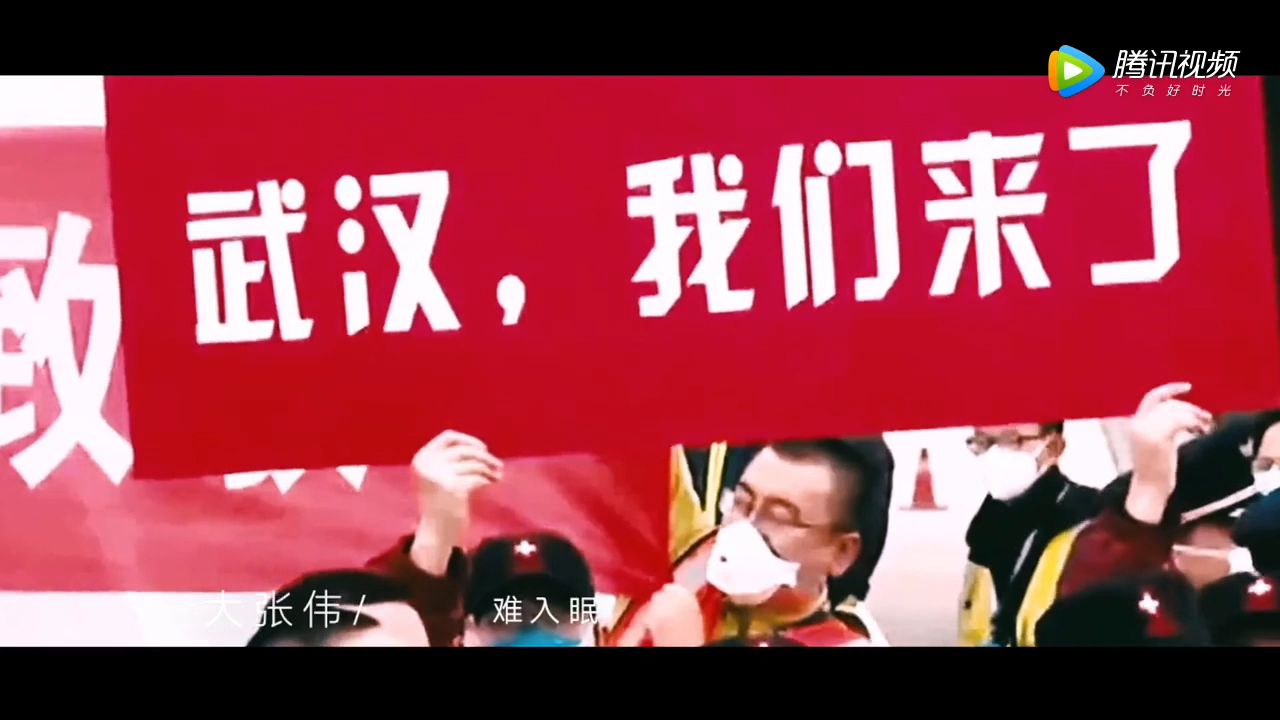 腾讯视频
不负好时光
武汉，我们来了
致
大张伟/ 难入眠